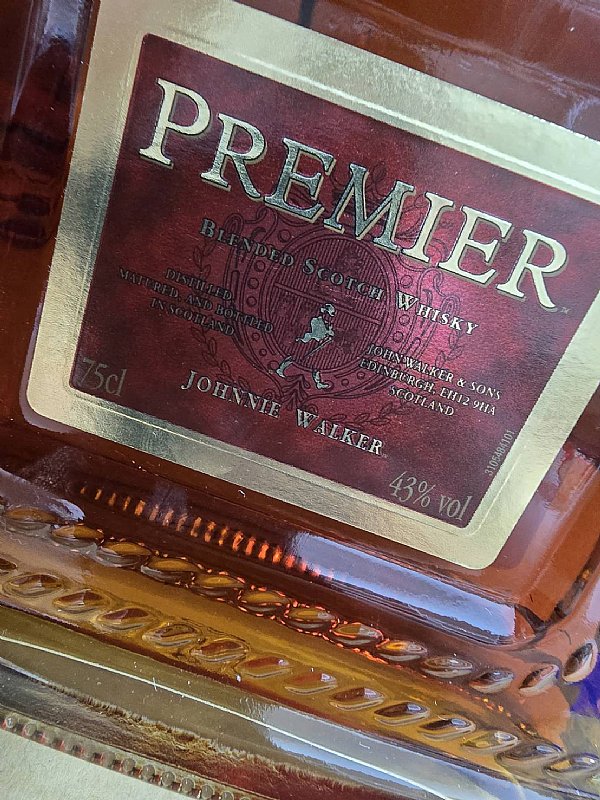 PREMIER™
BLENDED SCOTCH WHISKY
DISTILLED,
MATURED, AND BOTTLED
IN SCOTLAND.
JOHN WALKER & SONS
EDINBURGH, EH12 9HA
SCOTLAND
75cl
JOHNNIE WALKER
43% vol